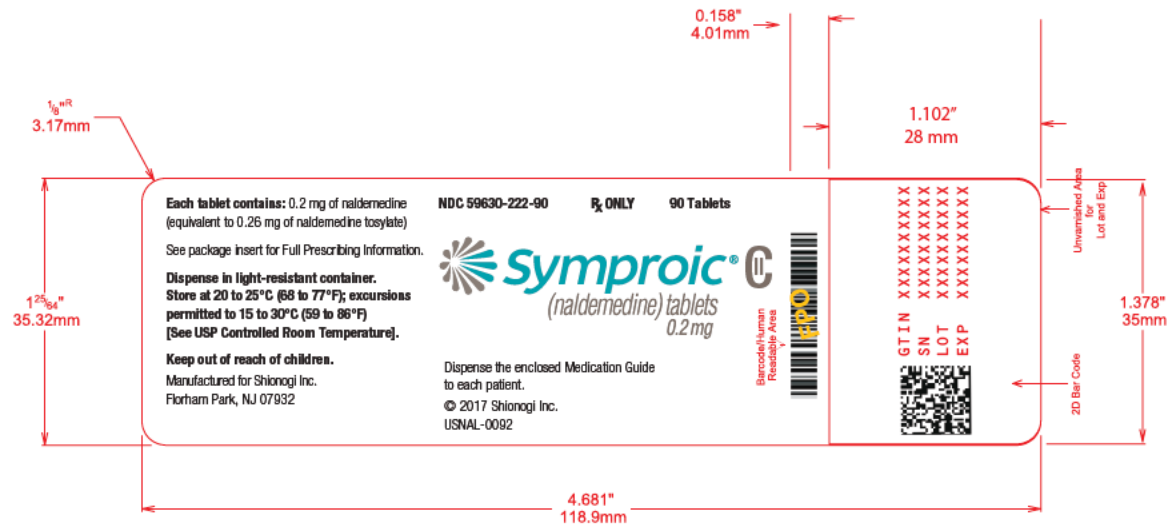 0.158"
4.01mm
1/8"R
3.17mm
1.102"
28 mm
Each tablet contains: 0.2 mg of naldemedine
(equivalent to 0.26 mg of naldemedine tosylate)
See package insert for Full Prescribing Information.
Dispense in light-resistant container.
Store at 20 to 25°C (68 to 77°F); excursions
permitted to 15 to 30°C (59 to 86°F)
[See USP Controlled Room Temperature].
Keep out of reach of children.
Manufactured for Shionogi Inc.
Florham Park, NJ 07932
NDC 59630-222-90 ℞ ONLY 90 Tablets
Symproic® CII
(naldemedine) tablets
0.2 mg
Dispense the enclosed Medication Guide
to each patient.
© 2017 Shionogi Inc.
USNAL-0092
Barcode/Human
Readable Area
FPO
GTIN XXXXXXXXXX
SN XXXXXXXXXX
LOT XXXXXXXXXX
EXP XXXXXXXXXX
Unvarnished Area
for
Lot and Exp
2D Bar Code
1 25/64"
35.32mm
1.378"
35mm
4.681"
118.9mm